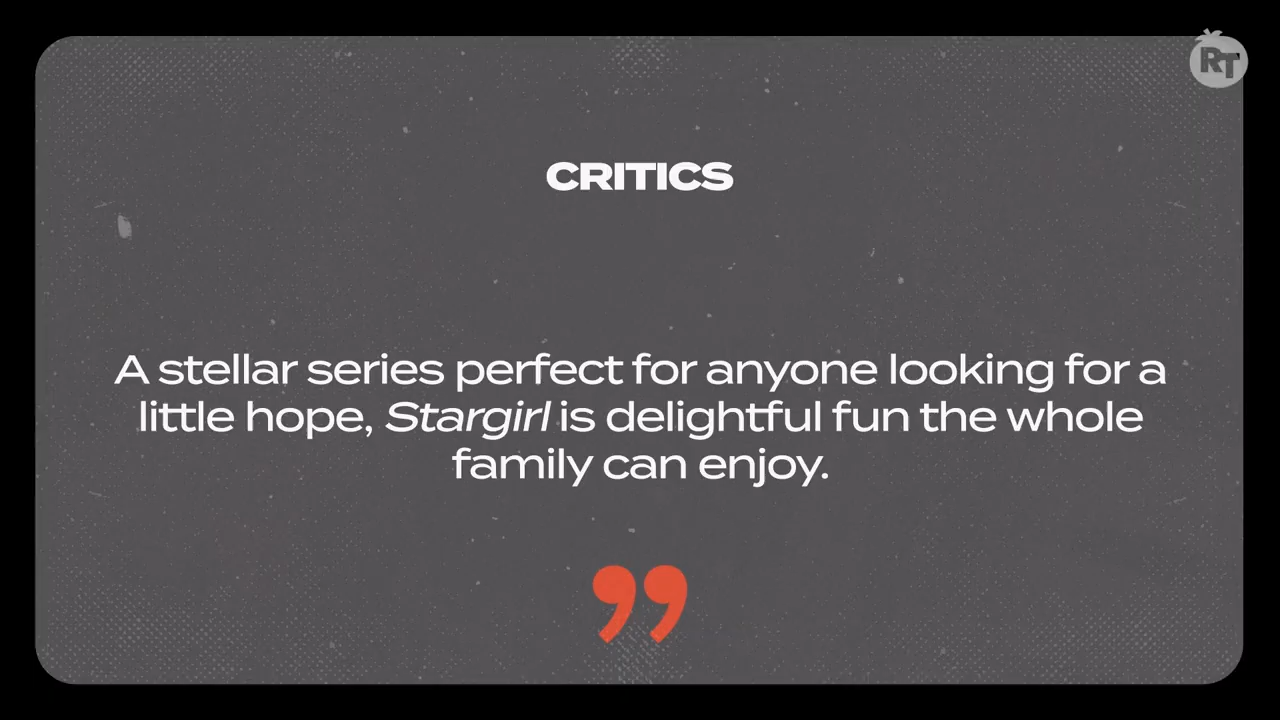 RT
CRITICS
A stellar series perfect for anyone looking for a
little hope, Stargirl is delightful fun the whole
family can enjoy.
”